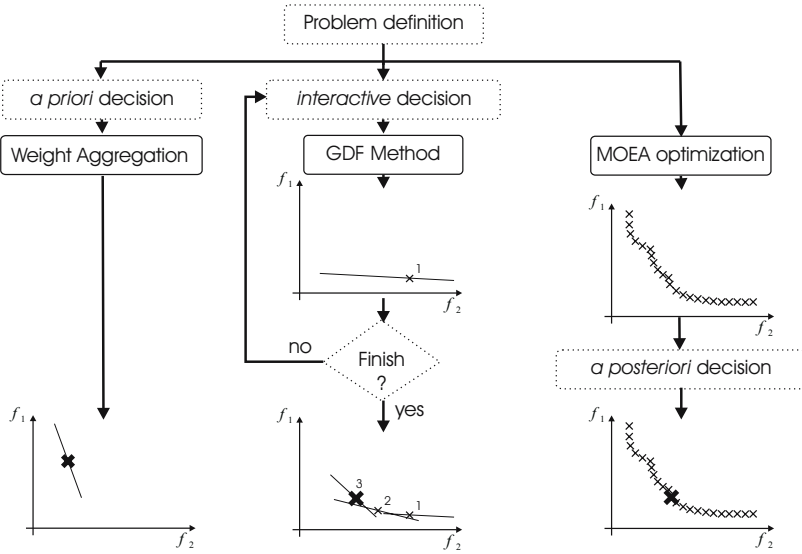 Problem definition
a priori decision
interactive decision
Weight Aggregation
GDF Method
MOEA optimization
f1
1
f2
f1
f2
no
Finish
?
yes
a posteriori decision
f1
f2
f1
3
2
1
f2
f1
f2